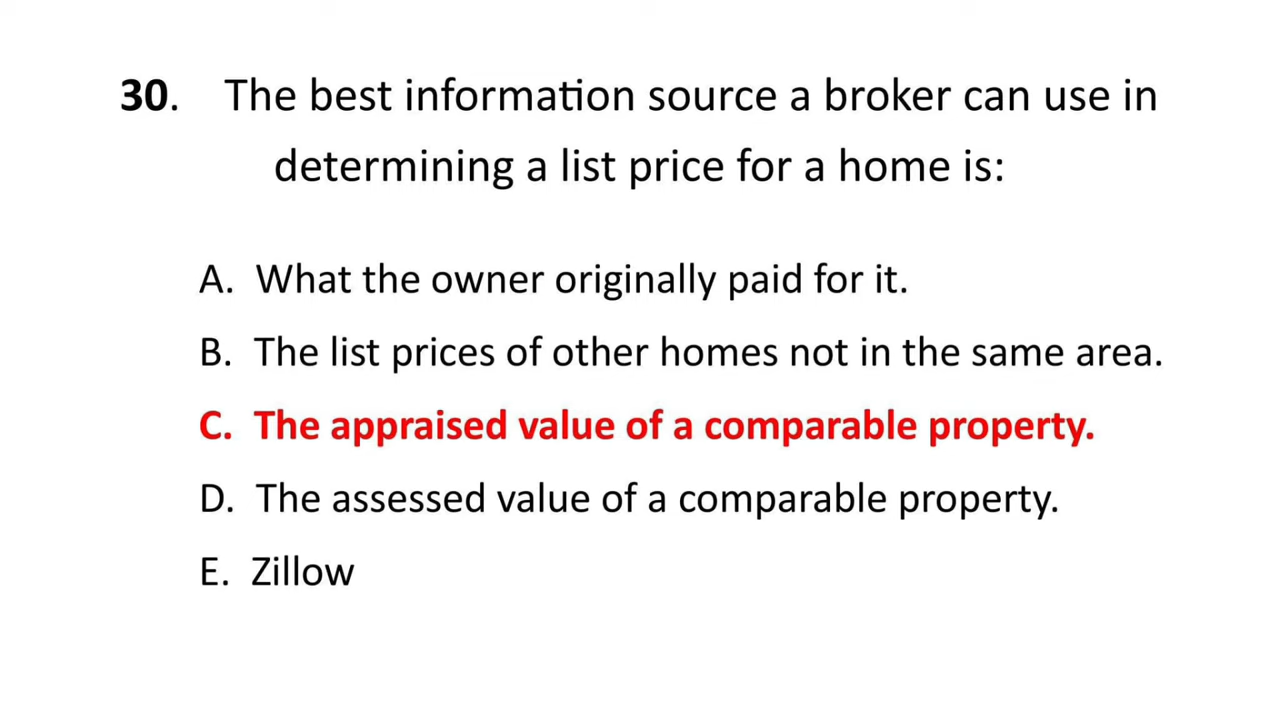 30. The best information source a broker can use in
determining a list price for a home is:
A. What the owner originally paid for it.
B. The list prices of other homes not in the same area.
C. The appraised value of a comparable property.
D. The assessed value of a comparable property.
E. Zillow